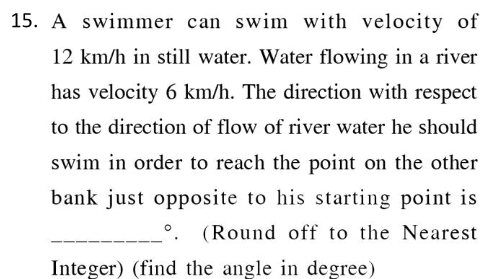 15. A swimmer can swim with velocity of
12 km/h in still water. Water flowing in a river
has velocity 6 km/h. The direction with respect
to the direction of flow of river water he should
swim in order to reach the point on the other
bank just opposite to his starting point is
_________°. (Round off to the Nearest
Integer) (find the angle in degree)